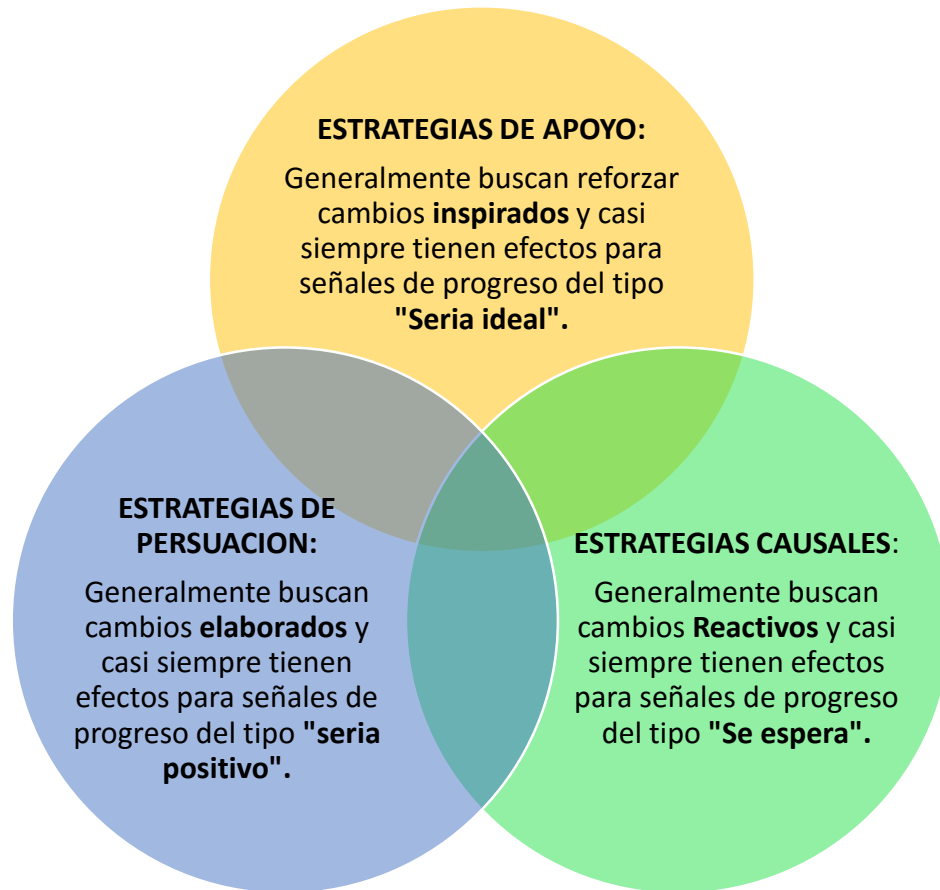 ESTRATEGIAS DE APOYO:
Generalmente buscan reforzar
cambios inspirados y casi
siempre tienen efectos para
señales de progreso del tipo
"Seria ideal".
ESTRATEGIAS DE
PERSUACION:
Generalmente buscan
cambios elaborados y
casi siempre tienen
efectos para señales de
progreso del tipo "seria
positivo".
ESTRATEGIAS CAUSALES:
Generalmente buscan
cambios Reactivos y casi
siempre tienen efectos
para señales de progreso
del tipo "Se espera".